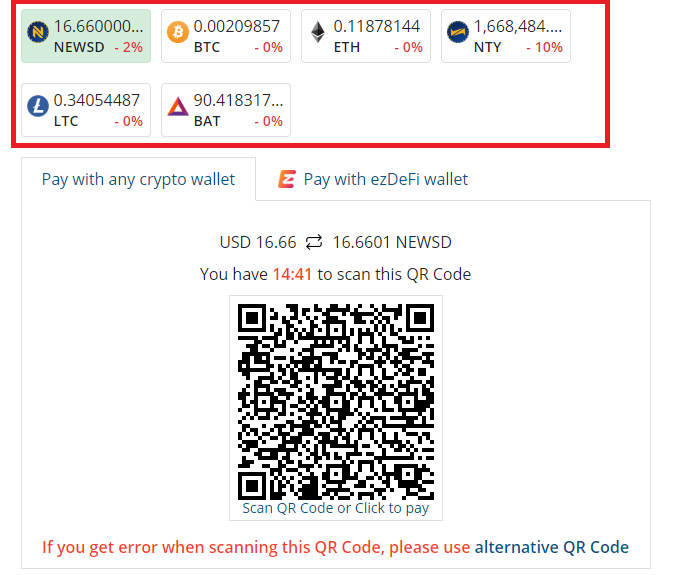 16.660000... 0.00209857 0.11878144 1,668,484....
NEWSD - 2% BTC - 0% ETH - 0% NTY - 10%
0.34054487 90.418317...
LTC - 0% BAT - 0%
Pay with any crypto wallet Pay with ezDeFi wallet
USD 16.66 16.6601 NEWSD
You have 14:41 to scan this QR Code
Scan QR Code or Click to pay
If you get error when scanning this QR Code, please use alternative QR Code